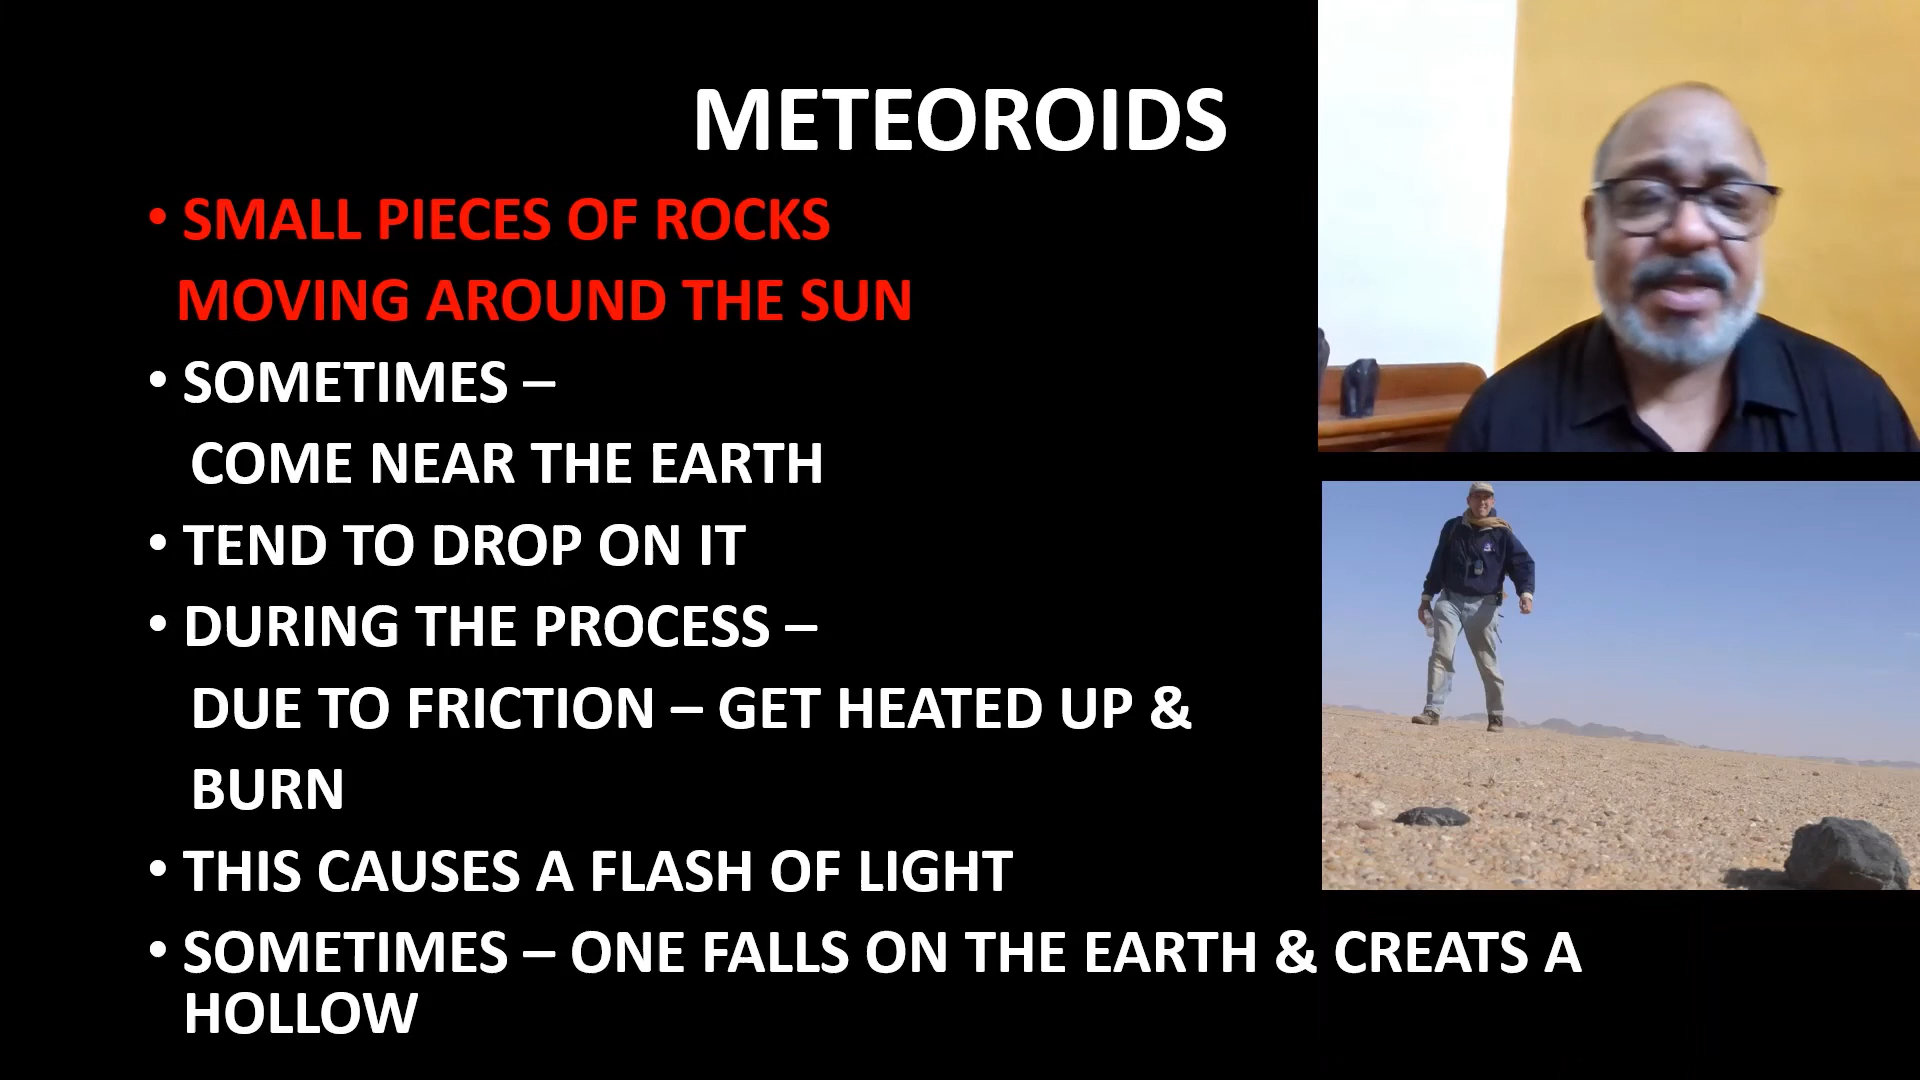 METEOROIDS
• SMALL PIECES OF ROCKS
MOVING AROUND THE SUN
• SOMETIMES –
COME NEAR THE EARTH
• TEND TO DROP ON IT
• DURING THE PROCESS –
DUE TO FRICTION – GET HEATED UP &
BURN
• THIS CAUSES A FLASH OF LIGHT
• SOMETIMES – ONE FALLS ON THE EARTH & CREATS A
HOLLOW